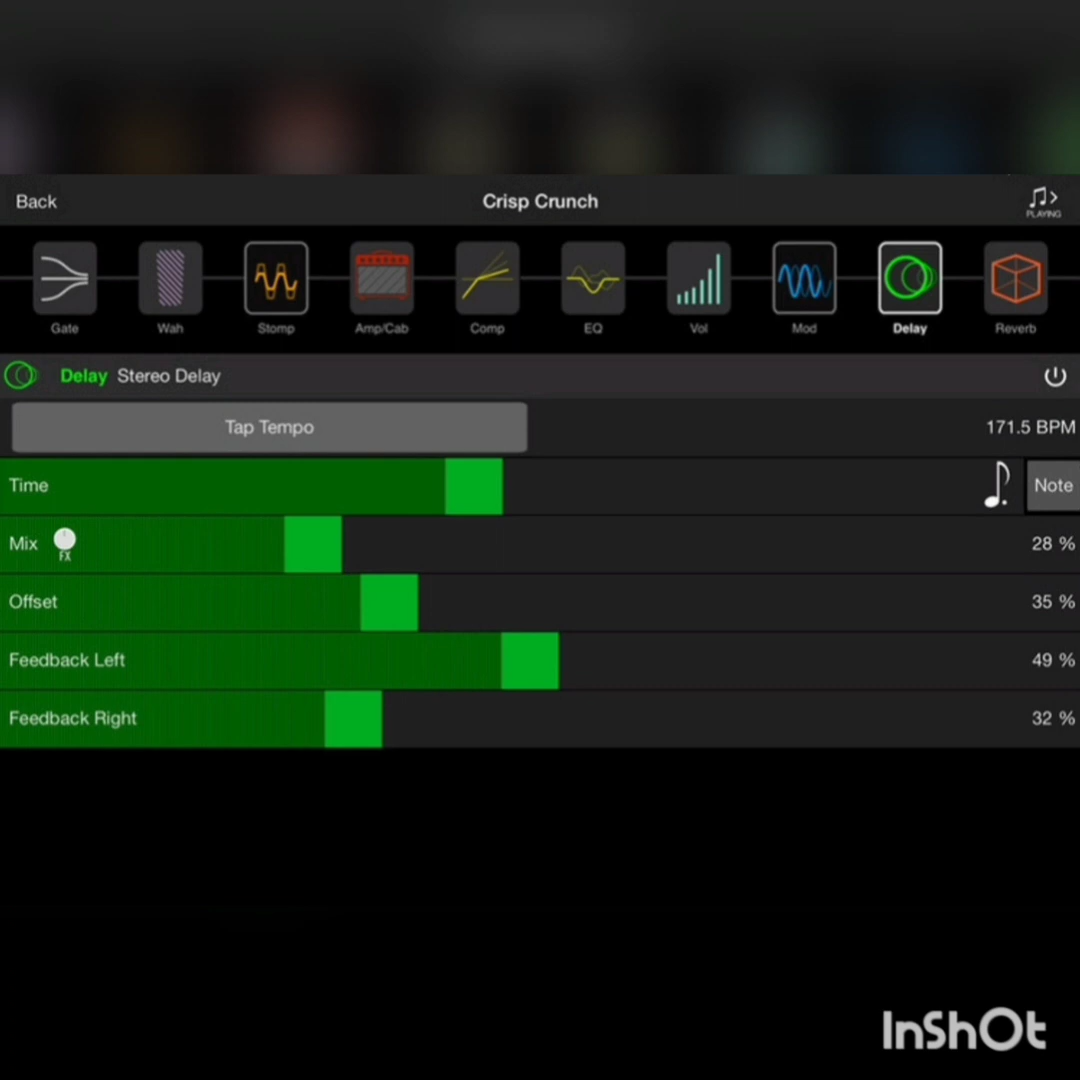 Back
Crisp Crunch
PLAYING
Gate Wah Stomp Amp/Cab Comp EQ Vol Mod Delay Reverb
Delay Stereo Delay
Tap Tempo 171.5 BPM
Time Note
Mix FX 28 %
Offset 35 %
Feedback Left 49 %
Feedback Right 32 %
InShOt